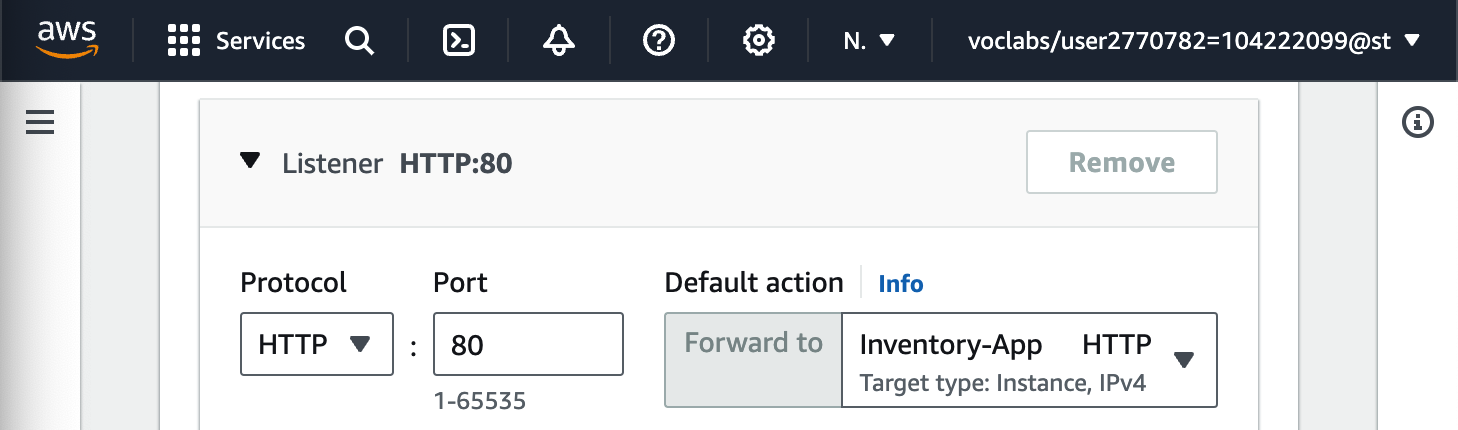 aws Services N. voclabs/user2770782=104222099@st
Listener HTTP:80 Remove
Protocol Port Default action Info
HTTP : 80 Forward to Inventory-App HTTP
Target type: Instance, IPv4
1-65535